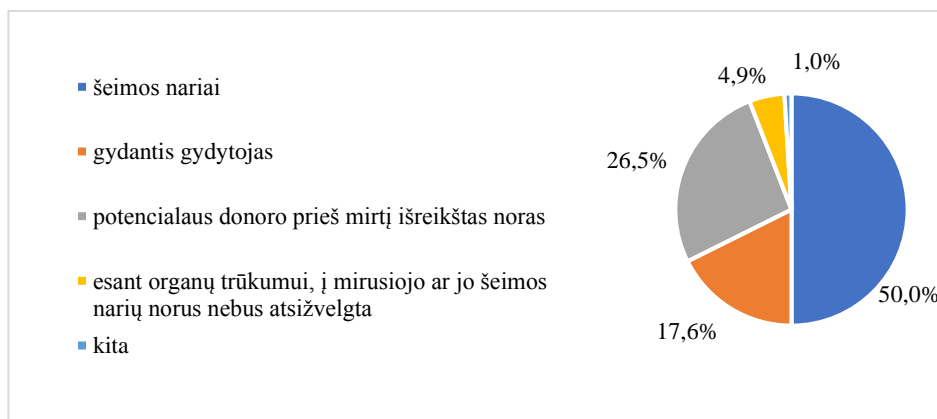 šeimos nariai
gydantis gydytojas
potencialaus donoro prieš mirtį išreikštas noras
esant organų trūkumui, į mirusiojo ar jo šeimos
narių norus nebus atsižvelgta
kita
50,0%
17,6%
26,5%
4,9%
1,0%